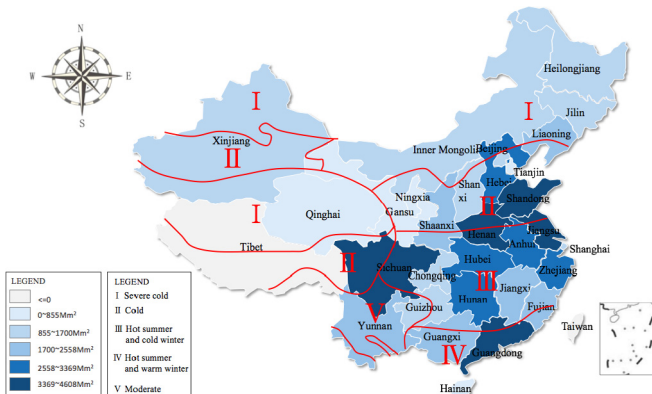 N
W
E
S
Heilongjiang
Jilin
Liaoning
I
I
Xinjiang
II
Inner Mongolia
Beijing
Tianjin
Hebei
Shan
xi
Shandong
II
Ningxia
Gansu
Qinghai
I
Shaanxi
Henan
Jiangsu
Tibet
Anhui
Shanghai
II
Sichuan
Hubei
Chongqing
Zhejiang
III
Hunan
Jiangxi
V
Guizhou
Fujian
Yunnan
Guangxi
IV
Guangdong
Taiwan
Hainan
LEGEND
<=0
0~855Mm²
855~1700Mm²
1700~2558Mm²
2558~3369Mm²
3369~4608Mm²
LEGEND
I Severe cold
II Cold
III Hot summer
and cold winter
IV Hot summer
and warm winter
V Moderate